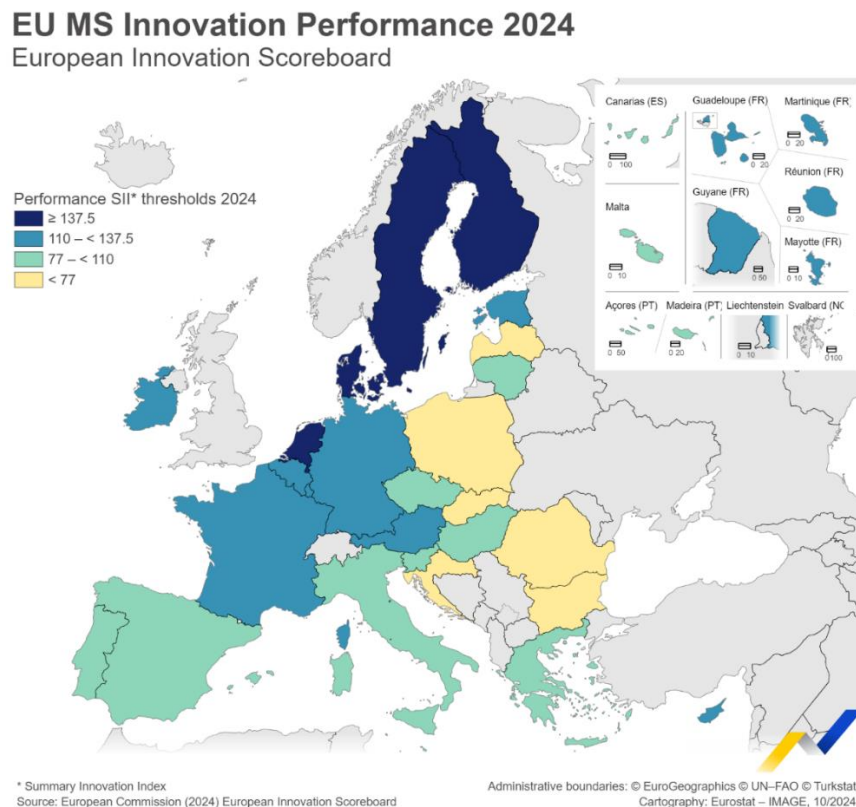 EU MS Innovation Performance 2024
European Innovation Scoreboard
Performance SII* thresholds 2024
≥ 137.5
110 – < 137.5
77 – < 110
< 77
Canarias (ES)
0 100
Guadeloupe (FR)
0 20
Martinique (FR)
0 20
Malta
0 10
Guyane (FR)
0 50
Réunion (FR)
0 20
Mayotte (FR)
0 10
Açores (PT)
0 50
Madeira (PT)
0 20
Liechtenstein
0 10
Svalbard (NO
0100
* Summary Innovation Index
Source: European Commission (2024) European Innovation Scoreboard
Administrative boundaries: © EuroGeographics © UN–FAO © Turkstat
Cartography: Eurostat – IMAGE, 10/2024